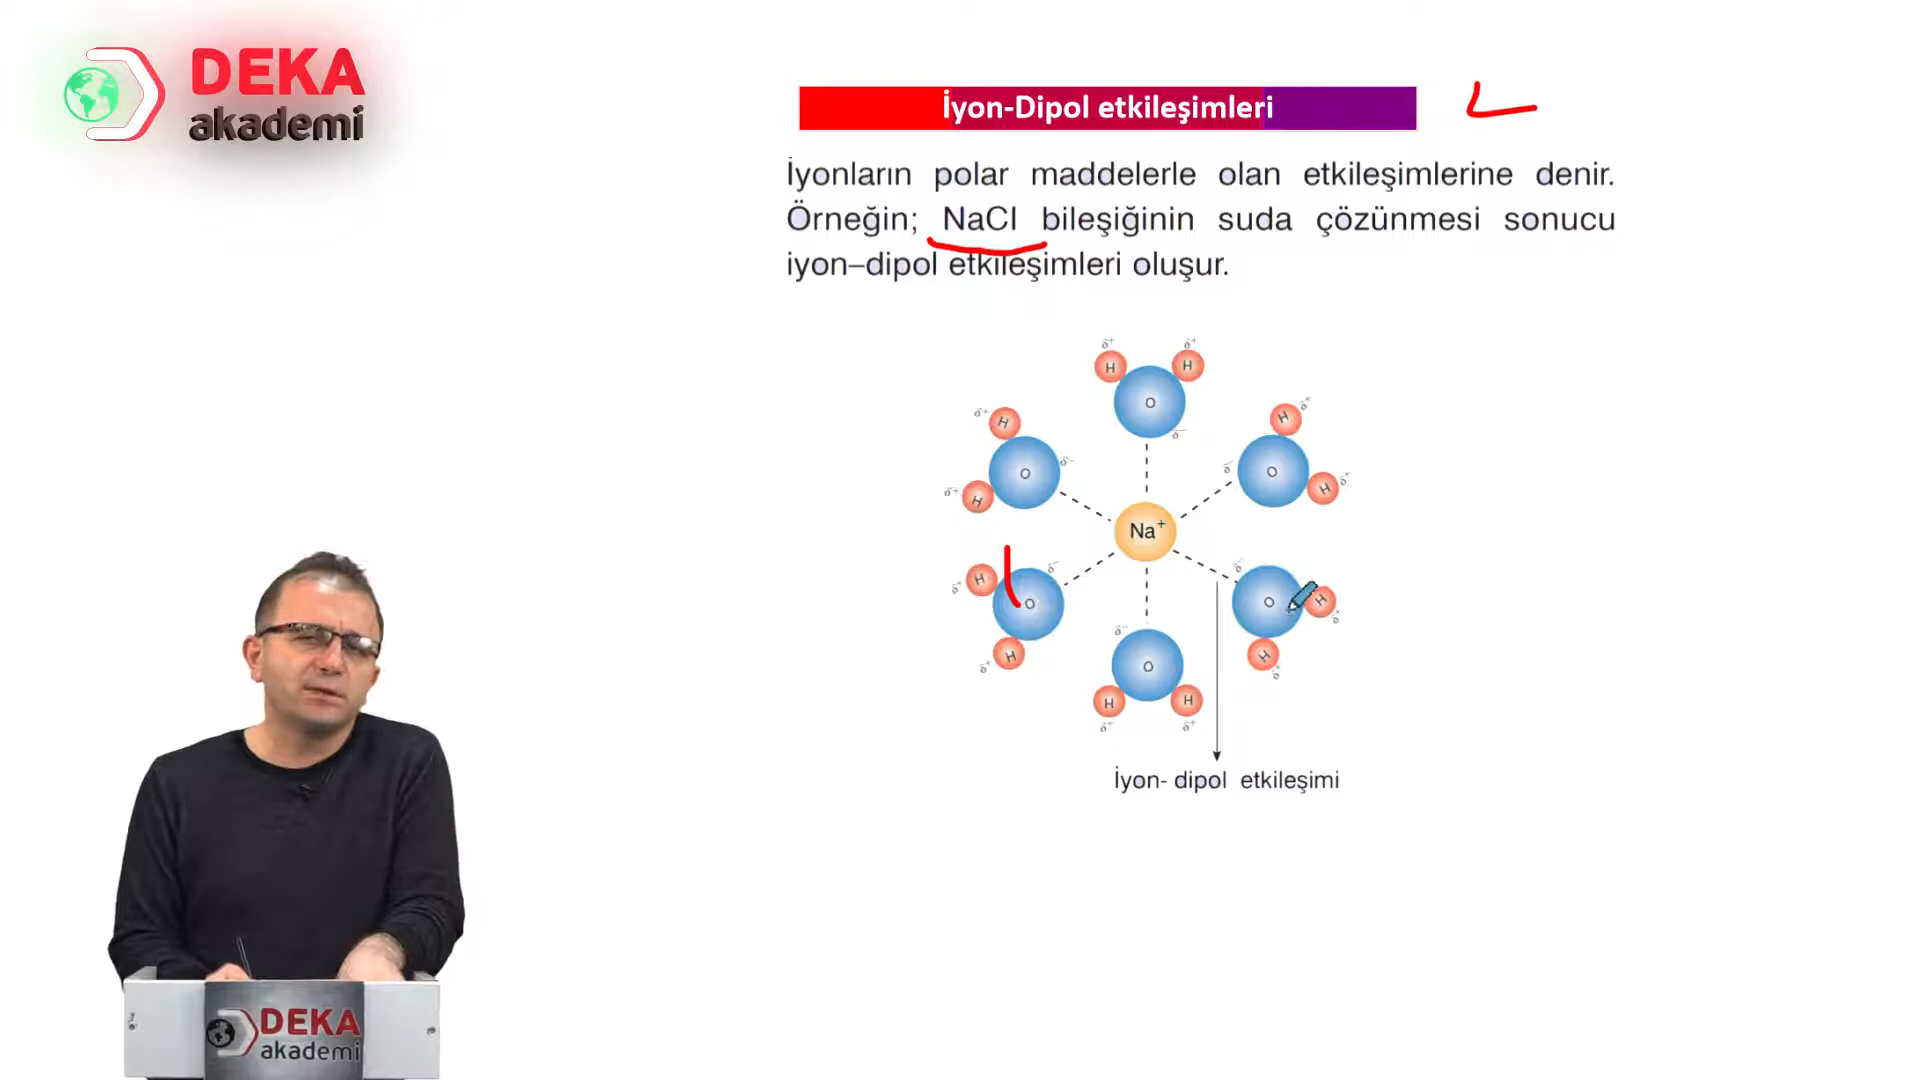 DEKA
akademi
İyon-Dipol etkileşimleri
İyonların polar maddelerle olan etkileşimlerine denir.
Örneğin; NaCl bileşiğinin suda çözünmesi sonucu
iyon–dipol etkileşimleri oluşur.
δ+ δ+
H H
O
δ-
δ+ H
O δ-
δ+ H
H δ+
δ- O
H δ+
Na+
δ+ H
O δ-
δ+ H
δ- O
H δ+
H δ+
δ-
O
H H
δ+ δ+
İyon- dipol etkileşimi
DEKA
akademi